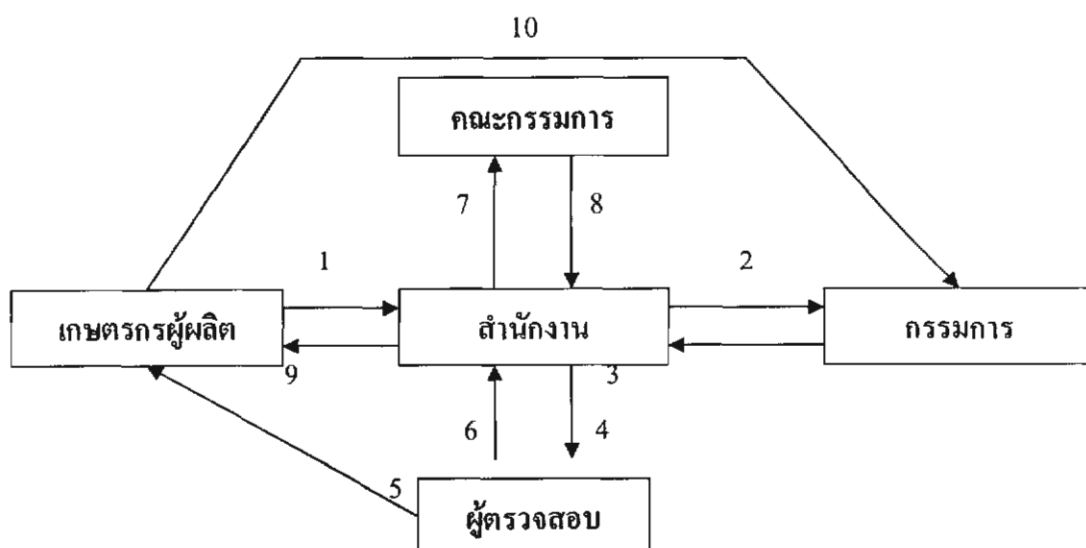 10
คณะกรรมการ
7
8
1
2
เกษตรกรผู้ผลิต
สำนักงาน
กรรมการ
9
3
6
4
5
ผู้ตรวจสอบ